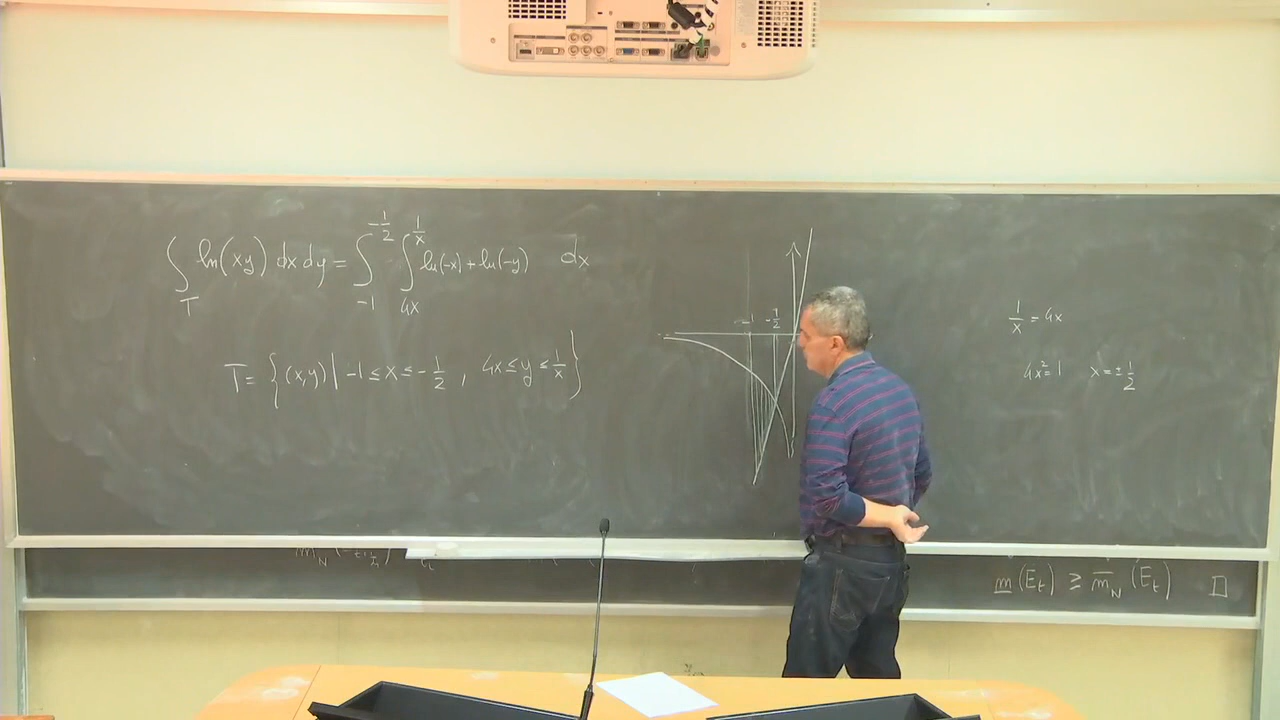 ∫_T ln(xy) dx dy = ∫_{-1}^{-1/2} ∫_{4x}^{1/x} ln(-x) + ln(-y) dx
T = {(x,y) | -1 ≤ x ≤ -1/2 , 4x ≤ y ≤ 1/x}
-1 -1/2
1/x = 4x
4x² = 1 x = ± 1/2
m̲(E_t) ≥ m̅_N(E_t) □